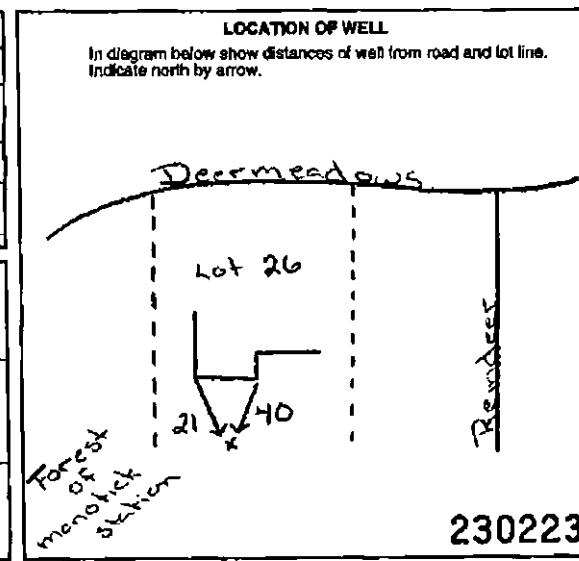 LOCATION OF WELL
In diagram below show distances of well from road and lot line.
Indicate north by arrow.
Deermeadows
Lot 26
21
40
x
Reindeer
Forest
of
manotick
station
230223